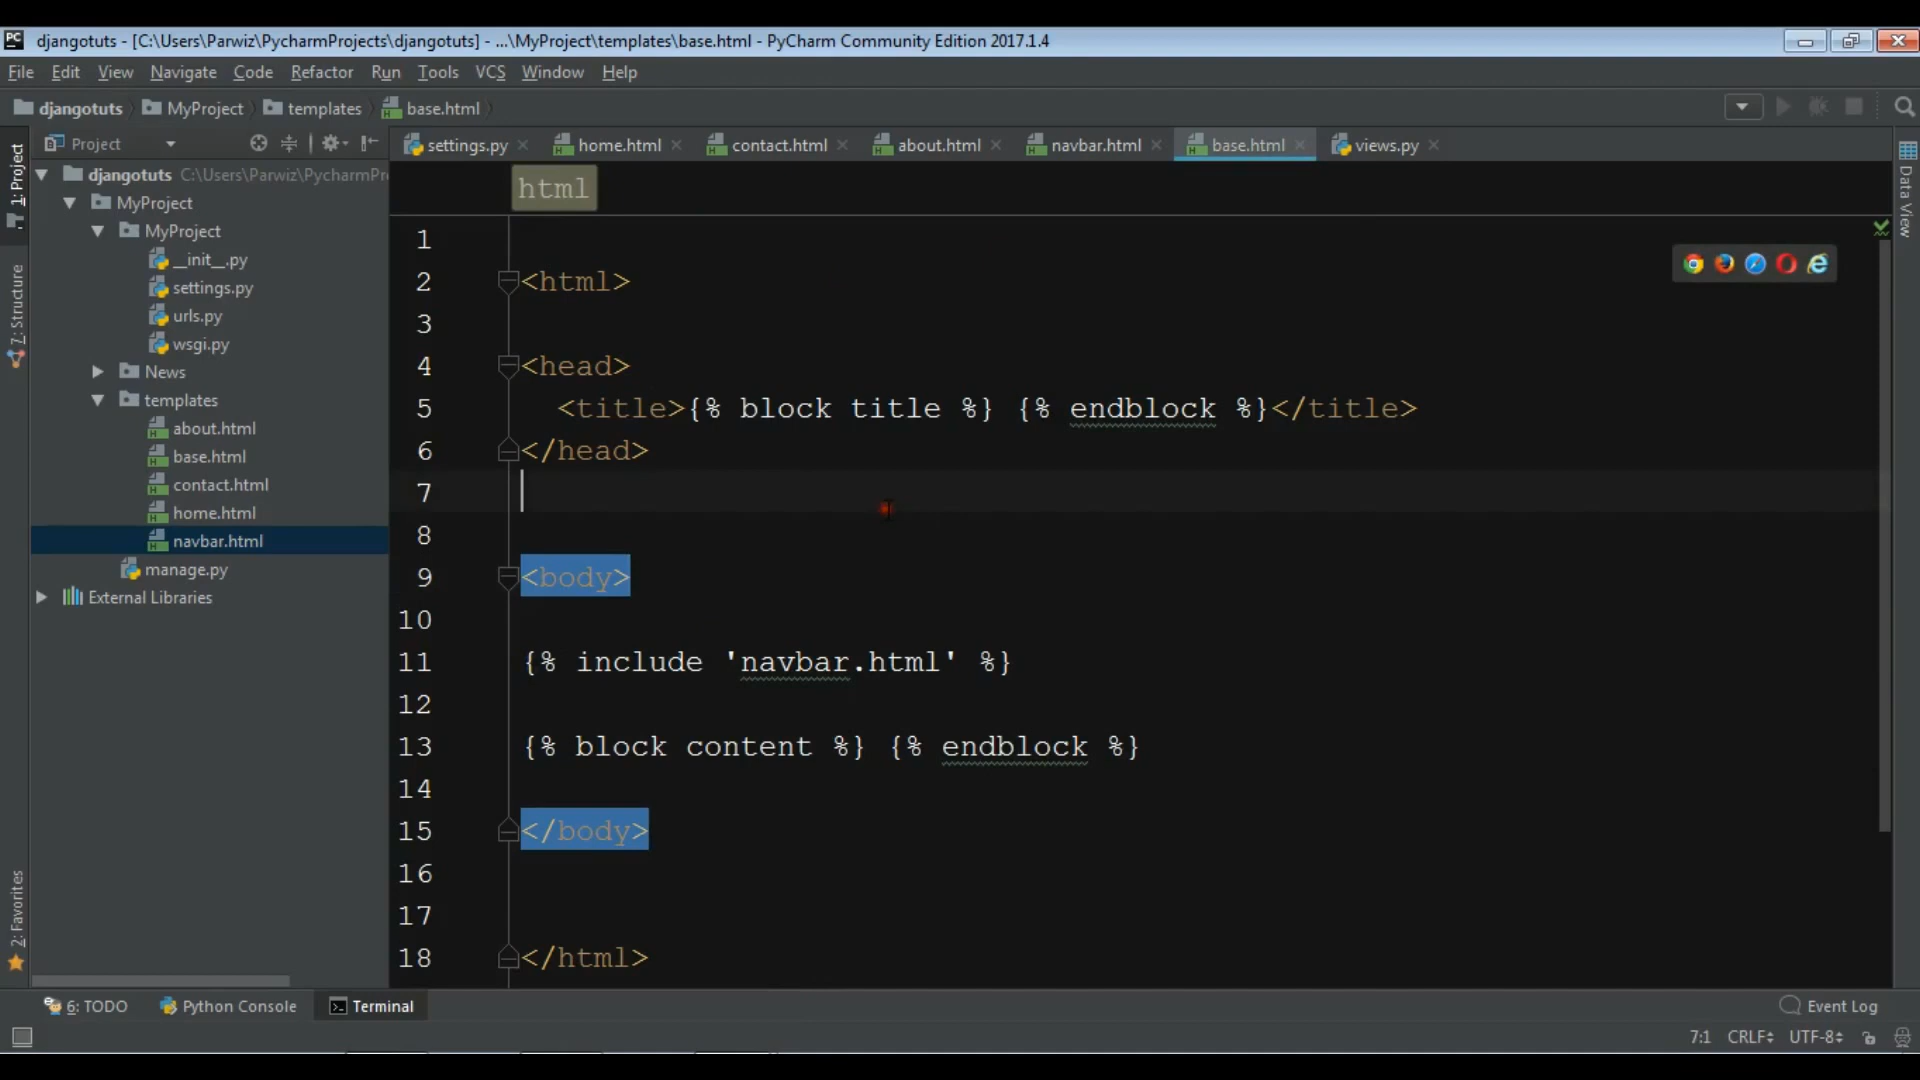 djangotuts - [C:\Users\Parwiz\PycharmProjects\djangotuts] - ...\MyProject\templates\base.html - PyCharm Community Edition 2017.1.4
File Edit View Navigate Code Refactor Run Tools VCS Window Help
djangotuts MyProject templates base.html
Project
settings.py home.html contact.html about.html navbar.html base.html views.py
1: Project
7: Structure
2: Favorites
djangotuts C:\Users\Parwiz\PycharmPr
MyProject
MyProject
__init__.py
settings.py
urls.py
wsgi.py
News
templates
about.html
base.html
contact.html
home.html
navbar.html
manage.py
External Libraries
html
1
2 <html>
3
4 <head>
5 <title>{% block title %} {% endblock %}</title>
6 </head>
7
8
9 <body>
10
11 {% include 'navbar.html' %}
12
13 {% block content %} {% endblock %}
14
15 </body>
16
17
18 </html>
Data View
6: TODO Python Console Terminal Event Log
7:1 CRLF UTF-8